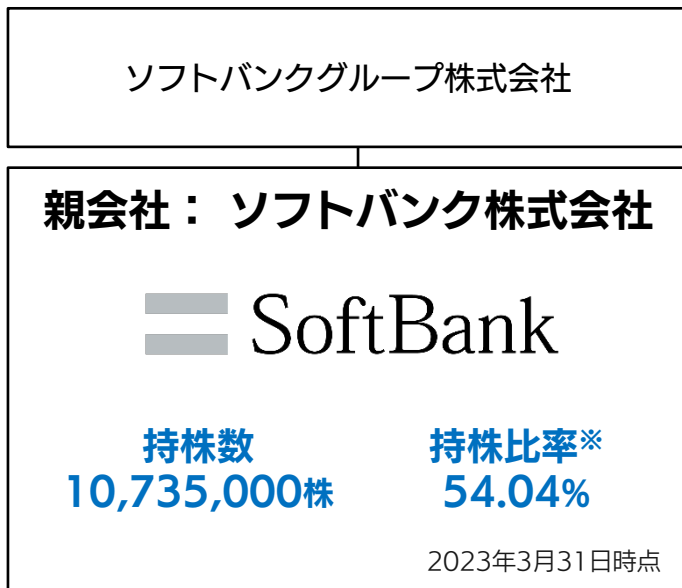 ソフトバンクグループ株式会社
親会社： ソフトバンク株式会社
SoftBank
持株数 持株比率※
10,735,000株 54.04%
2023年3月31日時点